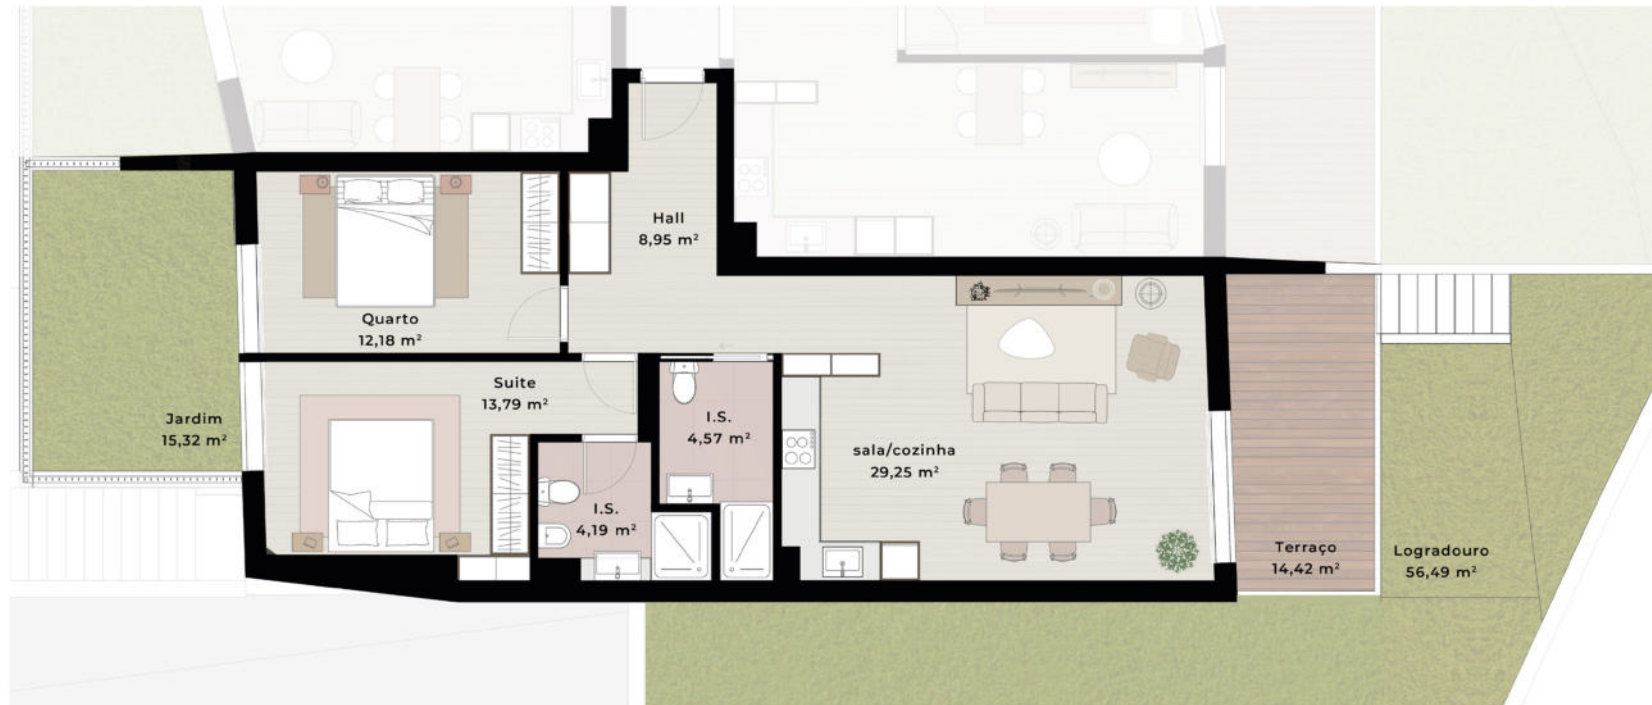 Hall
8,95 m²
Quarto
12,18 m²
Suite
13,79 m²
Jardim
15,32 m²
I.S.
4,57 m²
sala/cozinha
29,25 m²
I.S.
4,19 m²
Terraço
14,42 m²
Logradouro
56,49 m²